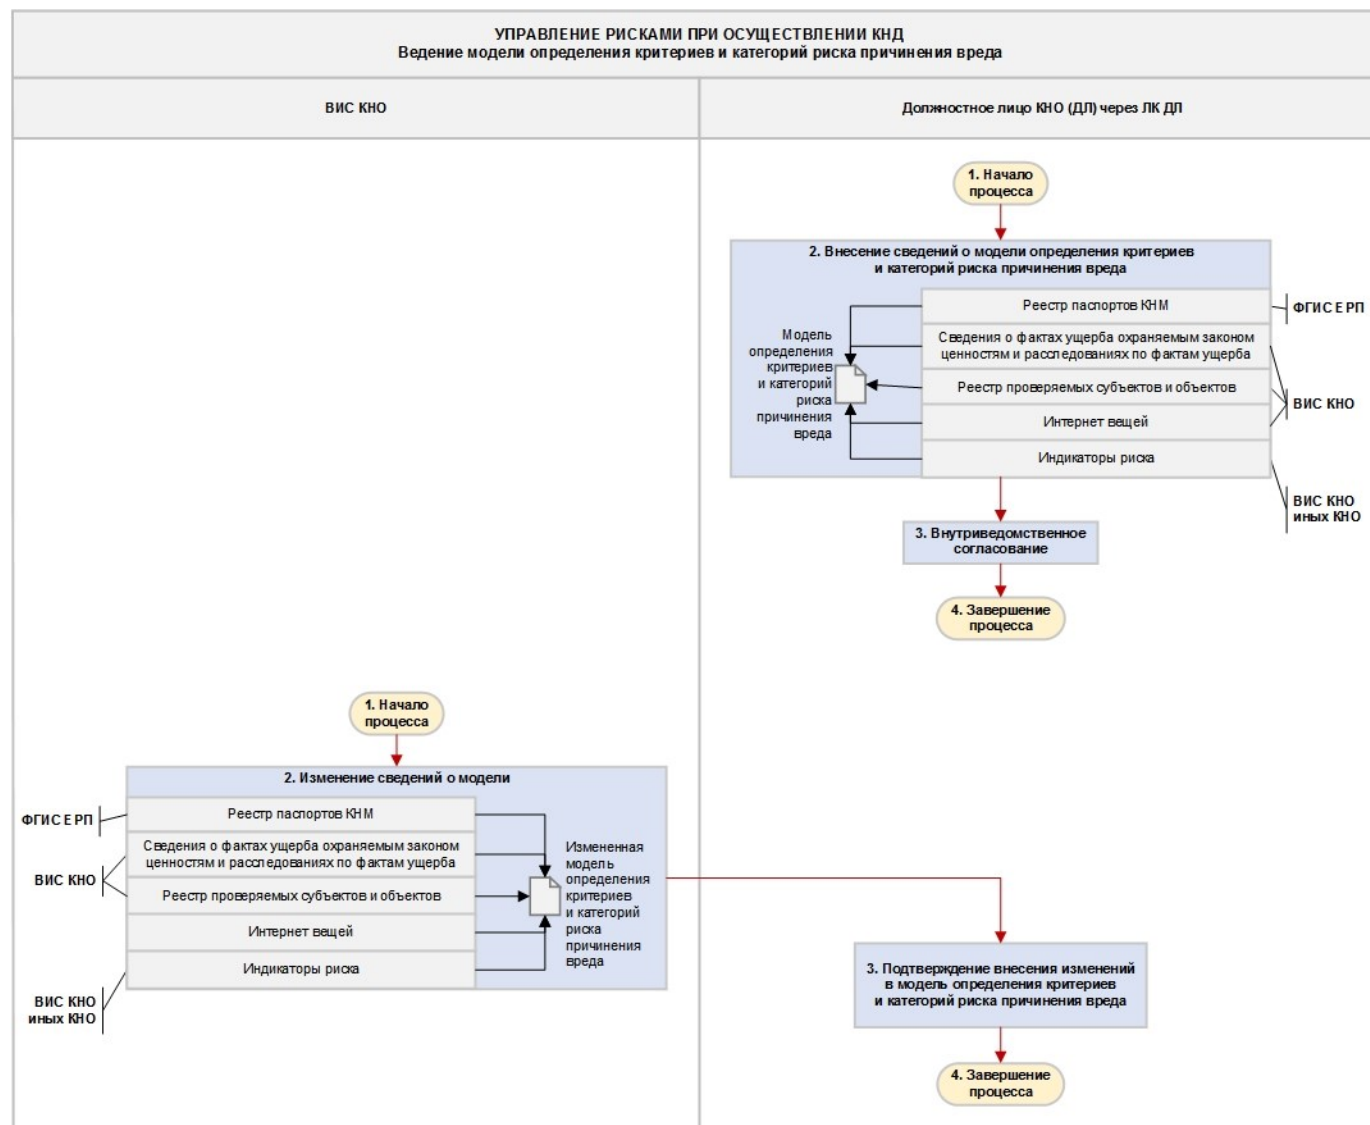 УПРАВЛЕНИЕ РИСКАМИ ПРИ ОСУЩЕСТВЛЕНИИ КНД
Ведение модели определения критериев и категорий риска причинения вреда
ВИС КНО
Должностное лицо КНО (ДЛ) через ЛК ДЛ
1. Начало
процесса
2. Внесение сведений о модели определения критериев
и категорий риска причинения вреда
Модель
определения
критериев
и категорий
риска
причинения
вреда
Реестр паспортов КНМ
Сведения о фактах ущерба охраняемым законом
ценностям и расследованиях по фактам ущерба
Реестр проверяемых субъектов и объектов
Интернет вещей
Индикаторы риска
ФГИС ЕРП
ВИС КНО
ВИС КНО
иных КНО
3. Внутриведомственное
согласование
4. Завершение
процесса
1. Начало
процесса
2. Изменение сведений о модели
ФГИС ЕРП
ВИС КНО
ВИС КНО
иных КНО
Реестр паспортов КНМ
Сведения о фактах ущерба охраняемым законом
ценностям и расследованиях по фактам ущерба
Реестр проверяемых субъектов и объектов
Интернет вещей
Индикаторы риска
Измененная
модель
определения
критериев
и категорий
риска
причинения
вреда
3. Подтверждение внесения изменений
в модель определения критериев
и категорий риска причинения вреда
4. Завершение
процесса